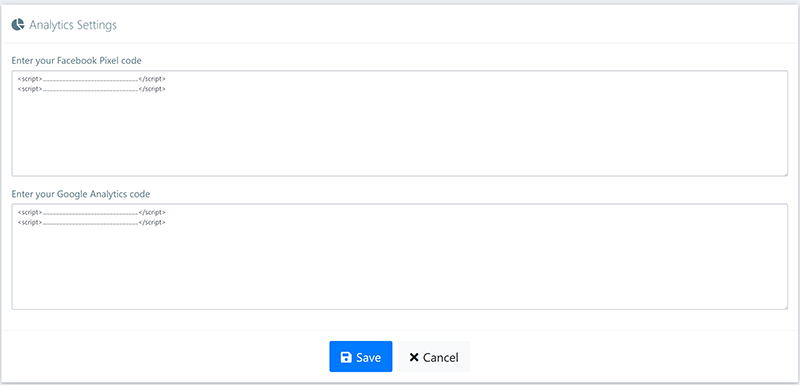 Analytics Settings
Enter your Facebook Pixel code
<script>................................................</script>
<script>................................................</script>
Enter your Google Analytics code
<script>................................................</script>
<script>................................................</script>
Save
Cancel